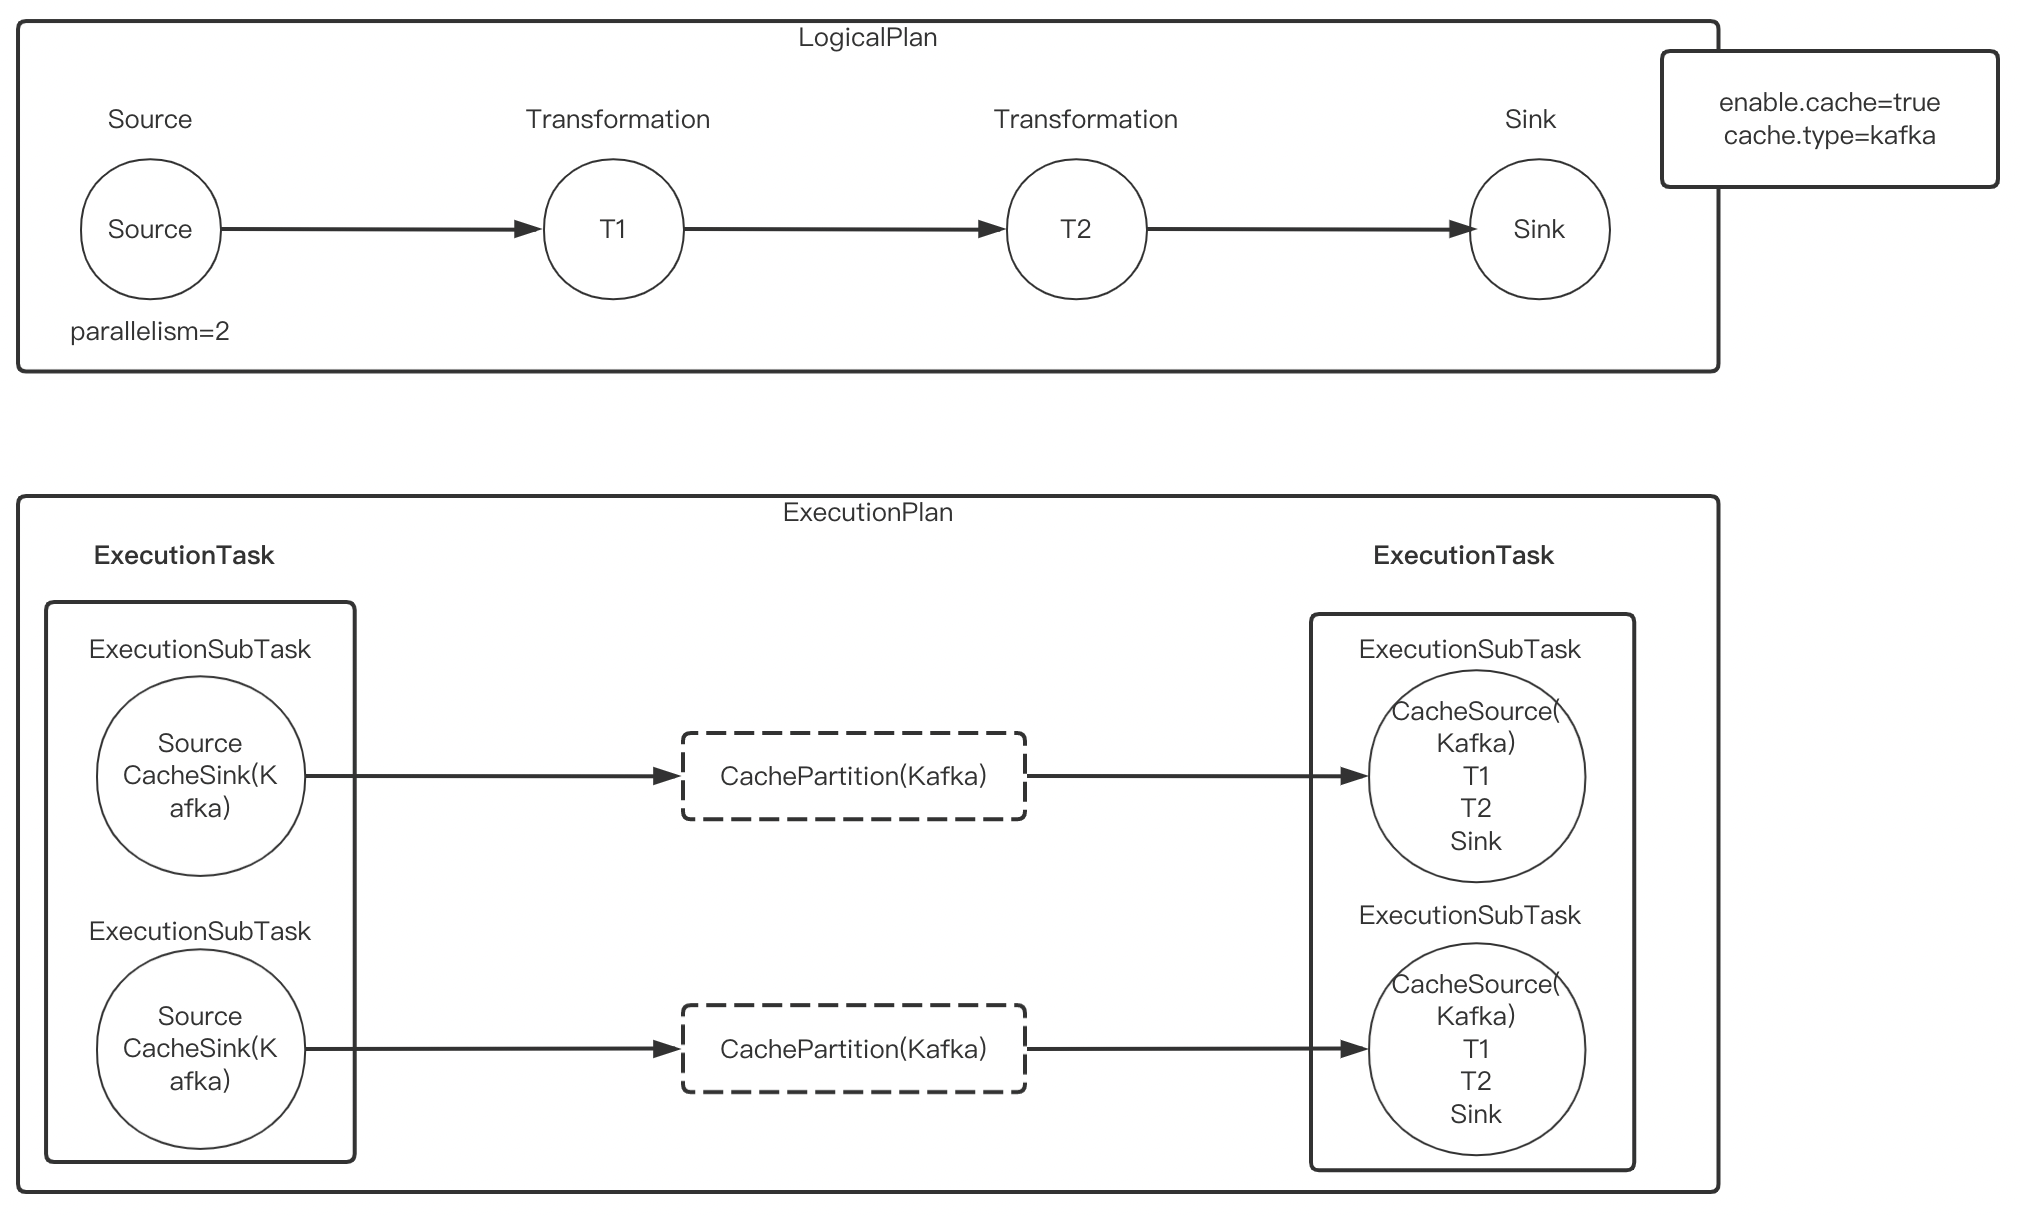 LogicalPlan
enable.cache=true
cache.type=kafka
Source
Transformation
Transformation
Sink
Source
T1
T2
Sink
parallelism=2
ExecutionPlan
ExecutionTask
ExecutionTask
ExecutionSubTask
Source
CacheSink(K
afka)
CachePartition(Kafka)
ExecutionSubTask
CacheSource(
Kafka)
T1
T2
Sink
ExecutionSubTask
Source
CacheSink(K
afka)
CachePartition(Kafka)
ExecutionSubTask
CacheSource(
Kafka)
T1
T2
Sink